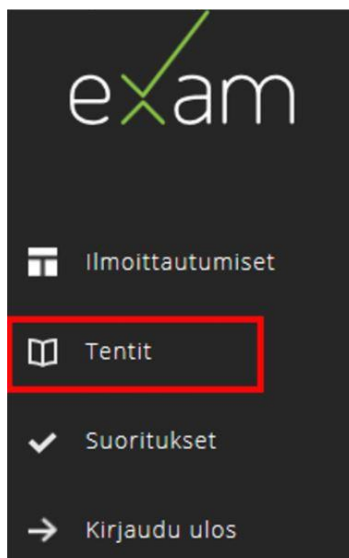 exam
Ilmoittautumiset
Tentit
Suoritukset
Kirjaudu ulos